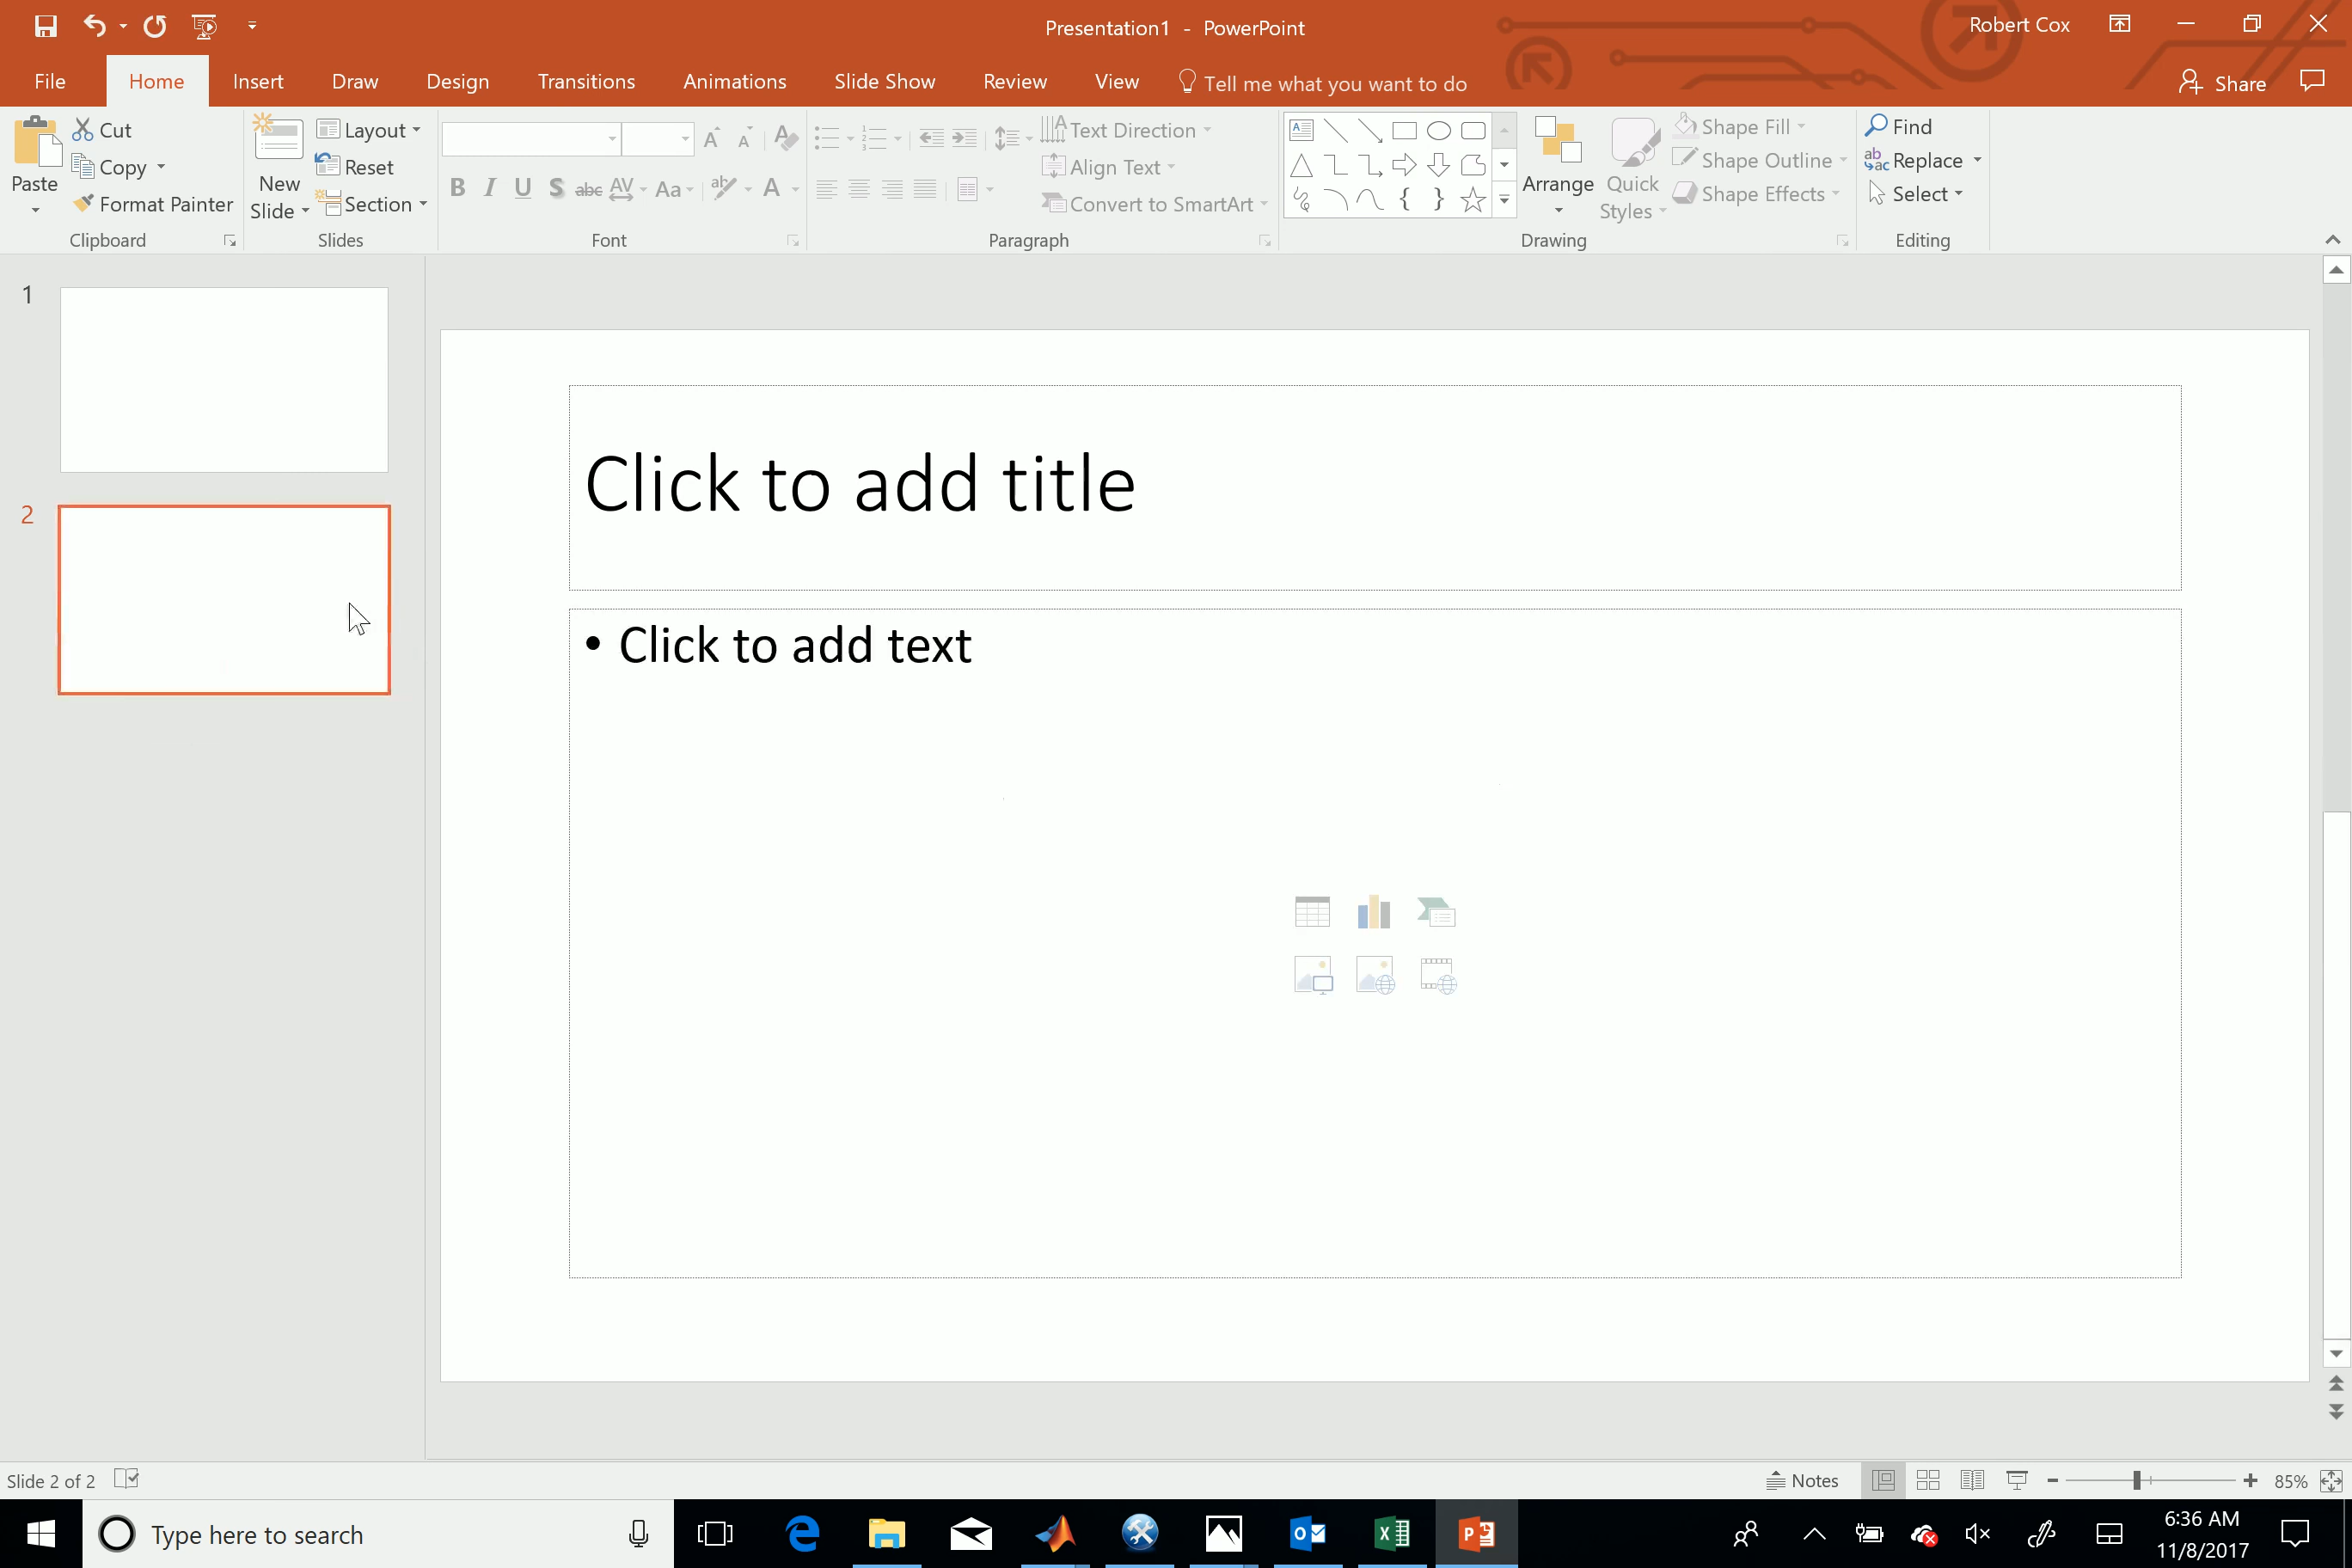 Presentation1 - PowerPoint
Robert Cox
File Home Insert Draw Design Transitions Animations Slide Show Review View Tell me what you want to do Share
Paste
Cut
Copy
Format Painter
Clipboard
New Slide
Layout
Reset
Section
Slides
B I U S abc AV Aa A
Font
Text Direction
Align Text
Convert to SmartArt
Paragraph
Arrange
Quick Styles
Shape Fill
Shape Outline
Shape Effects
Drawing
Find
Replace
Select
Editing
1
2
Click to add title
• Click to add text
Slide 2 of 2
Notes
85%
Type here to search
6:36 AM
11/8/2017